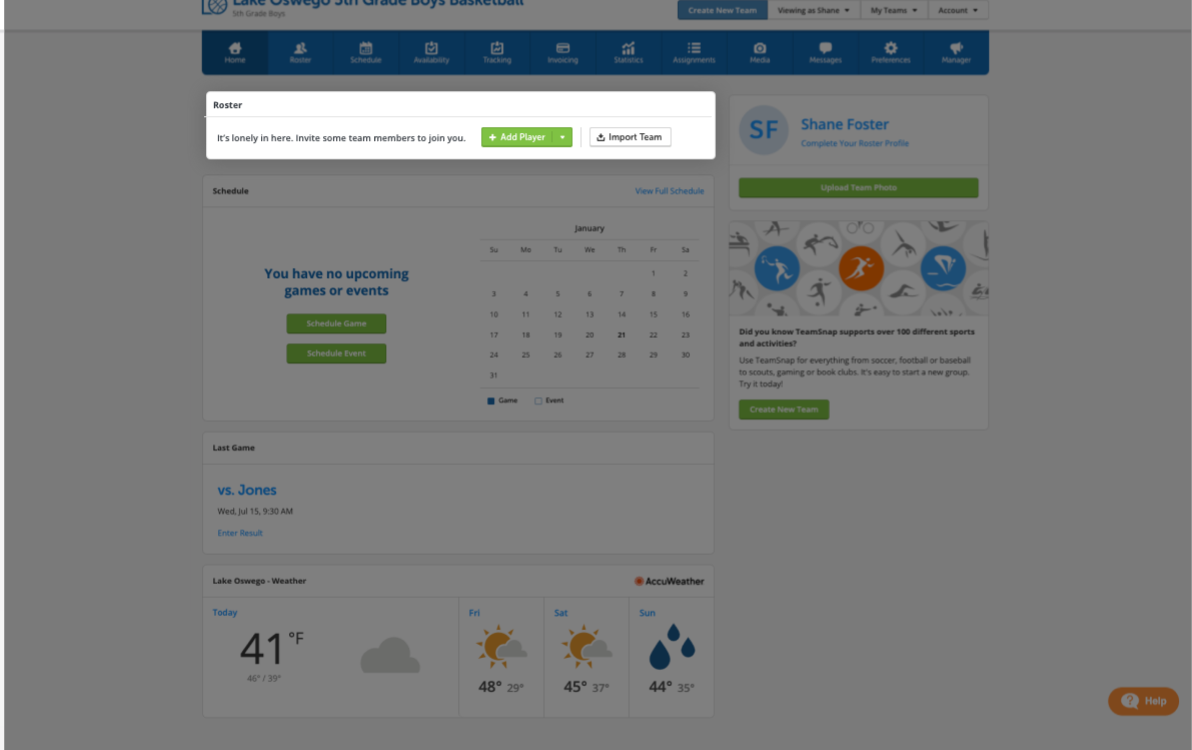 Lake Oswego 5th Grade Boys Basketball
5th Grade Boys
Create New Team
Viewing as Shane
My Teams
Account
Home
Roster
Schedule
Availability
Tracking
Invoicing
Statistics
Assignments
Media
Messages
Preferences
Manager
Roster
It's lonely in here. Invite some team members to join you.
+ Add Player
Import Team
SF
Shane Foster
Complete Your Roster Profile
Upload Team Photo
Schedule
View Full Schedule
You have no upcoming
games or events
Schedule Game
Schedule Event
January
Su Mo Tu We Th Fr Sa
1 2
3 4 5 6 7 8 9
10 11 12 13 14 15 16
17 18 19 20 21 22 23
24 25 26 27 28 29 30
31
Game Event
Did you know TeamSnap supports over 100 different sports
and activities?
Use TeamSnap for everything from soccer, football or baseball
to scouts, gaming or book clubs. It's easy to start a new group.
Try it today!
Create New Team
Last Game
vs. Jones
Wed, Jul 15, 9:30 AM
Enter Result
Lake Oswego - Weather
AccuWeather
Today
41°F
46° / 39°
Fri
48° 29°
Sat
45° 37°
Sun
44° 35°
Help